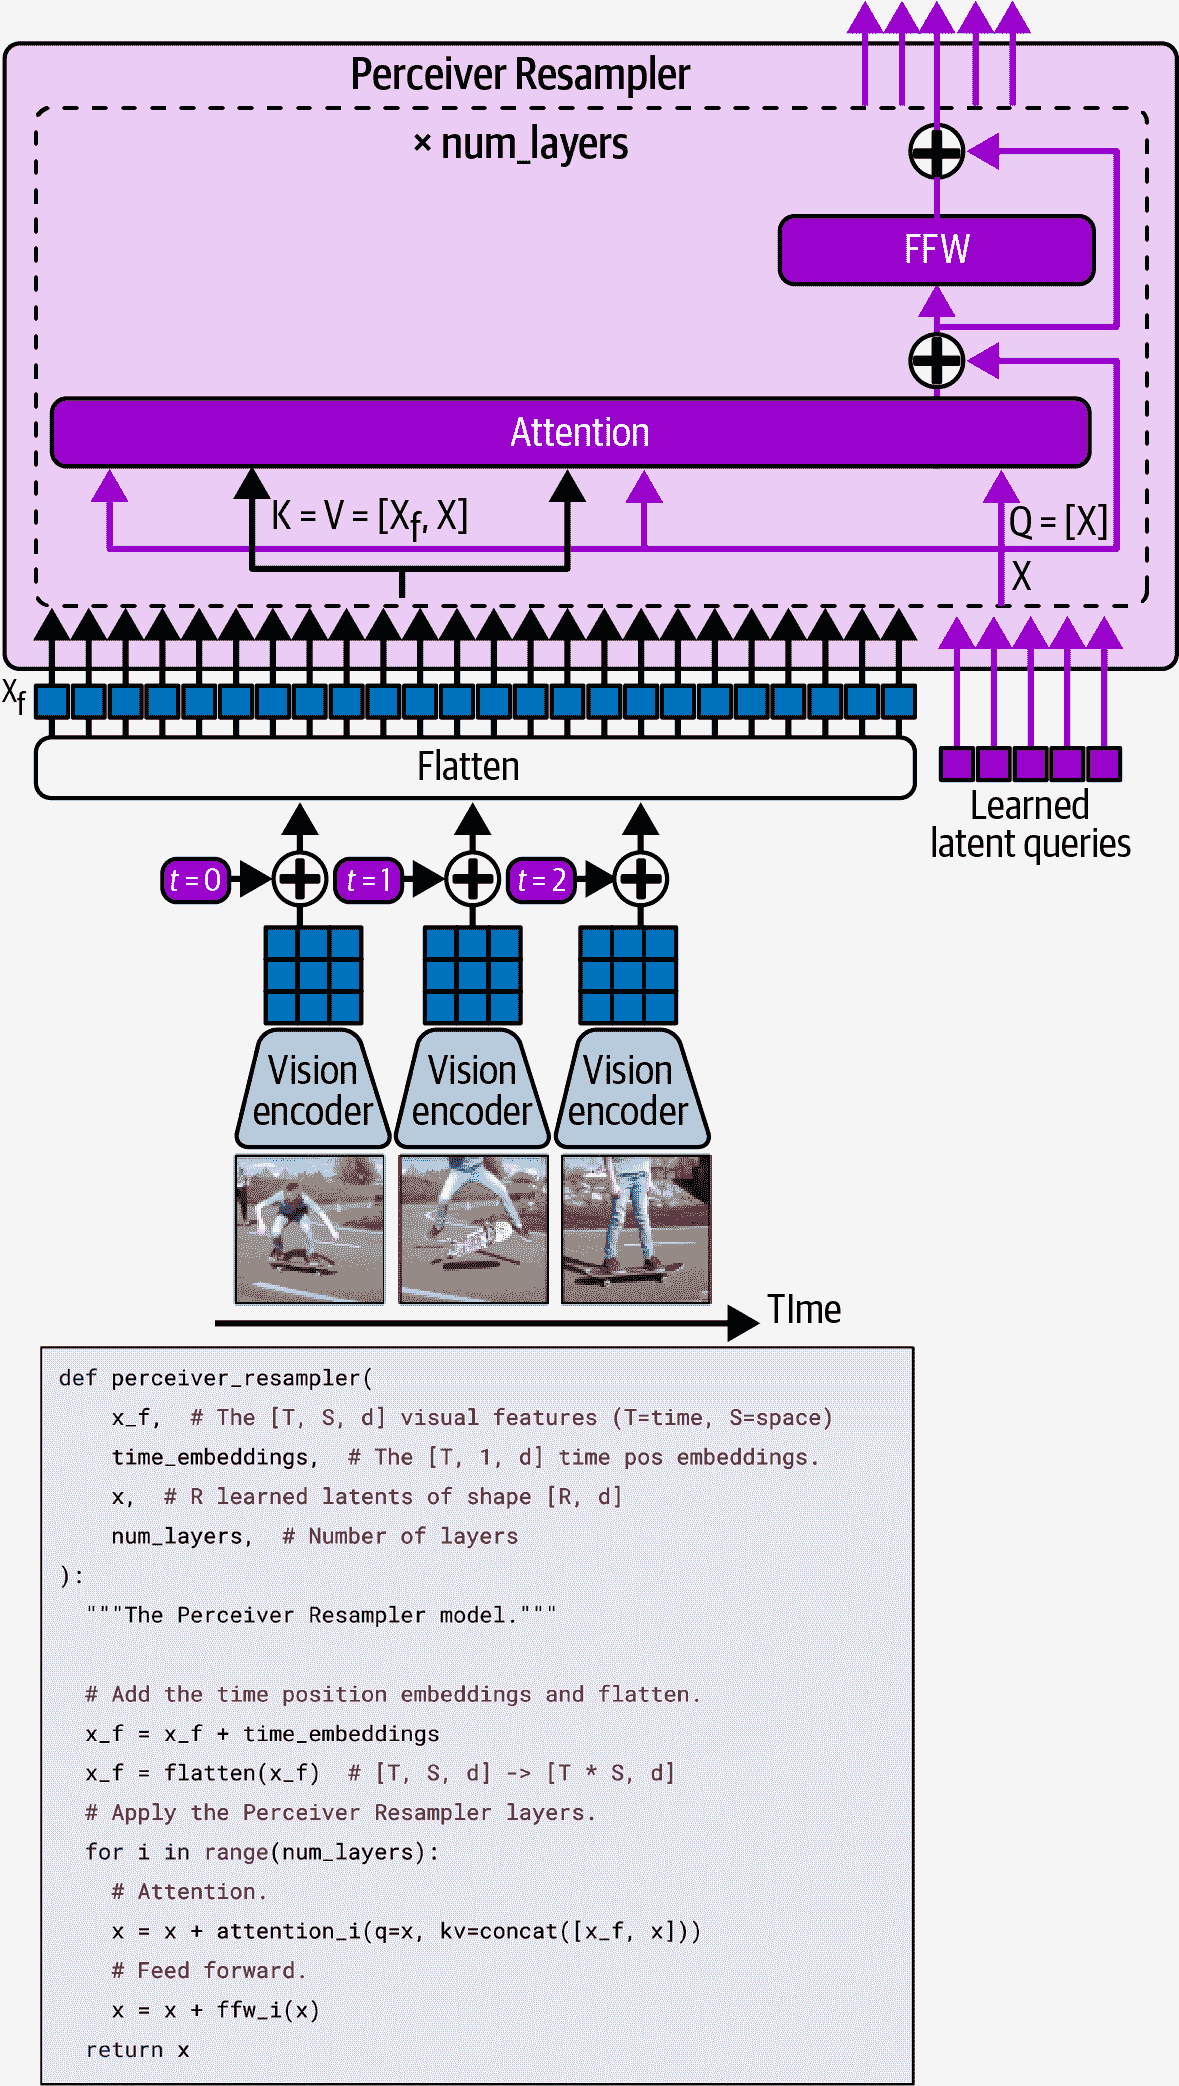 Perceiver Resampler
× num_layers
FFW
Attention
K = V = [Xf, X]
Q = [X]
X
Xf
Flatten
Learned
latent queries
t = 0
t = 1
t = 2
Vision
encoder
Vision
encoder
Vision
encoder
TIme
def perceiver_resampler(
    x_f,  # The [T, S, d] visual features (T=time, S=space)
    time_embeddings,  # The [T, 1, d] time pos embeddings.
    x,  # R learned latents of shape [R, d]
    num_layers,  # Number of layers
):
  """The Perceiver Resampler model."""
  # Add the time position embeddings and flatten.
  x_f = x_f + time_embeddings
  x_f = flatten(x_f)  # [T, S, d] -> [T * S, d]
  # Apply the Perceiver Resampler layers.
  for i in range(num_layers):
    # Attention.
    x = x + attention_i(q=x, kv=concat([x_f, x]))
    # Feed forward.
    x = x + ffw_i(x)
  return x